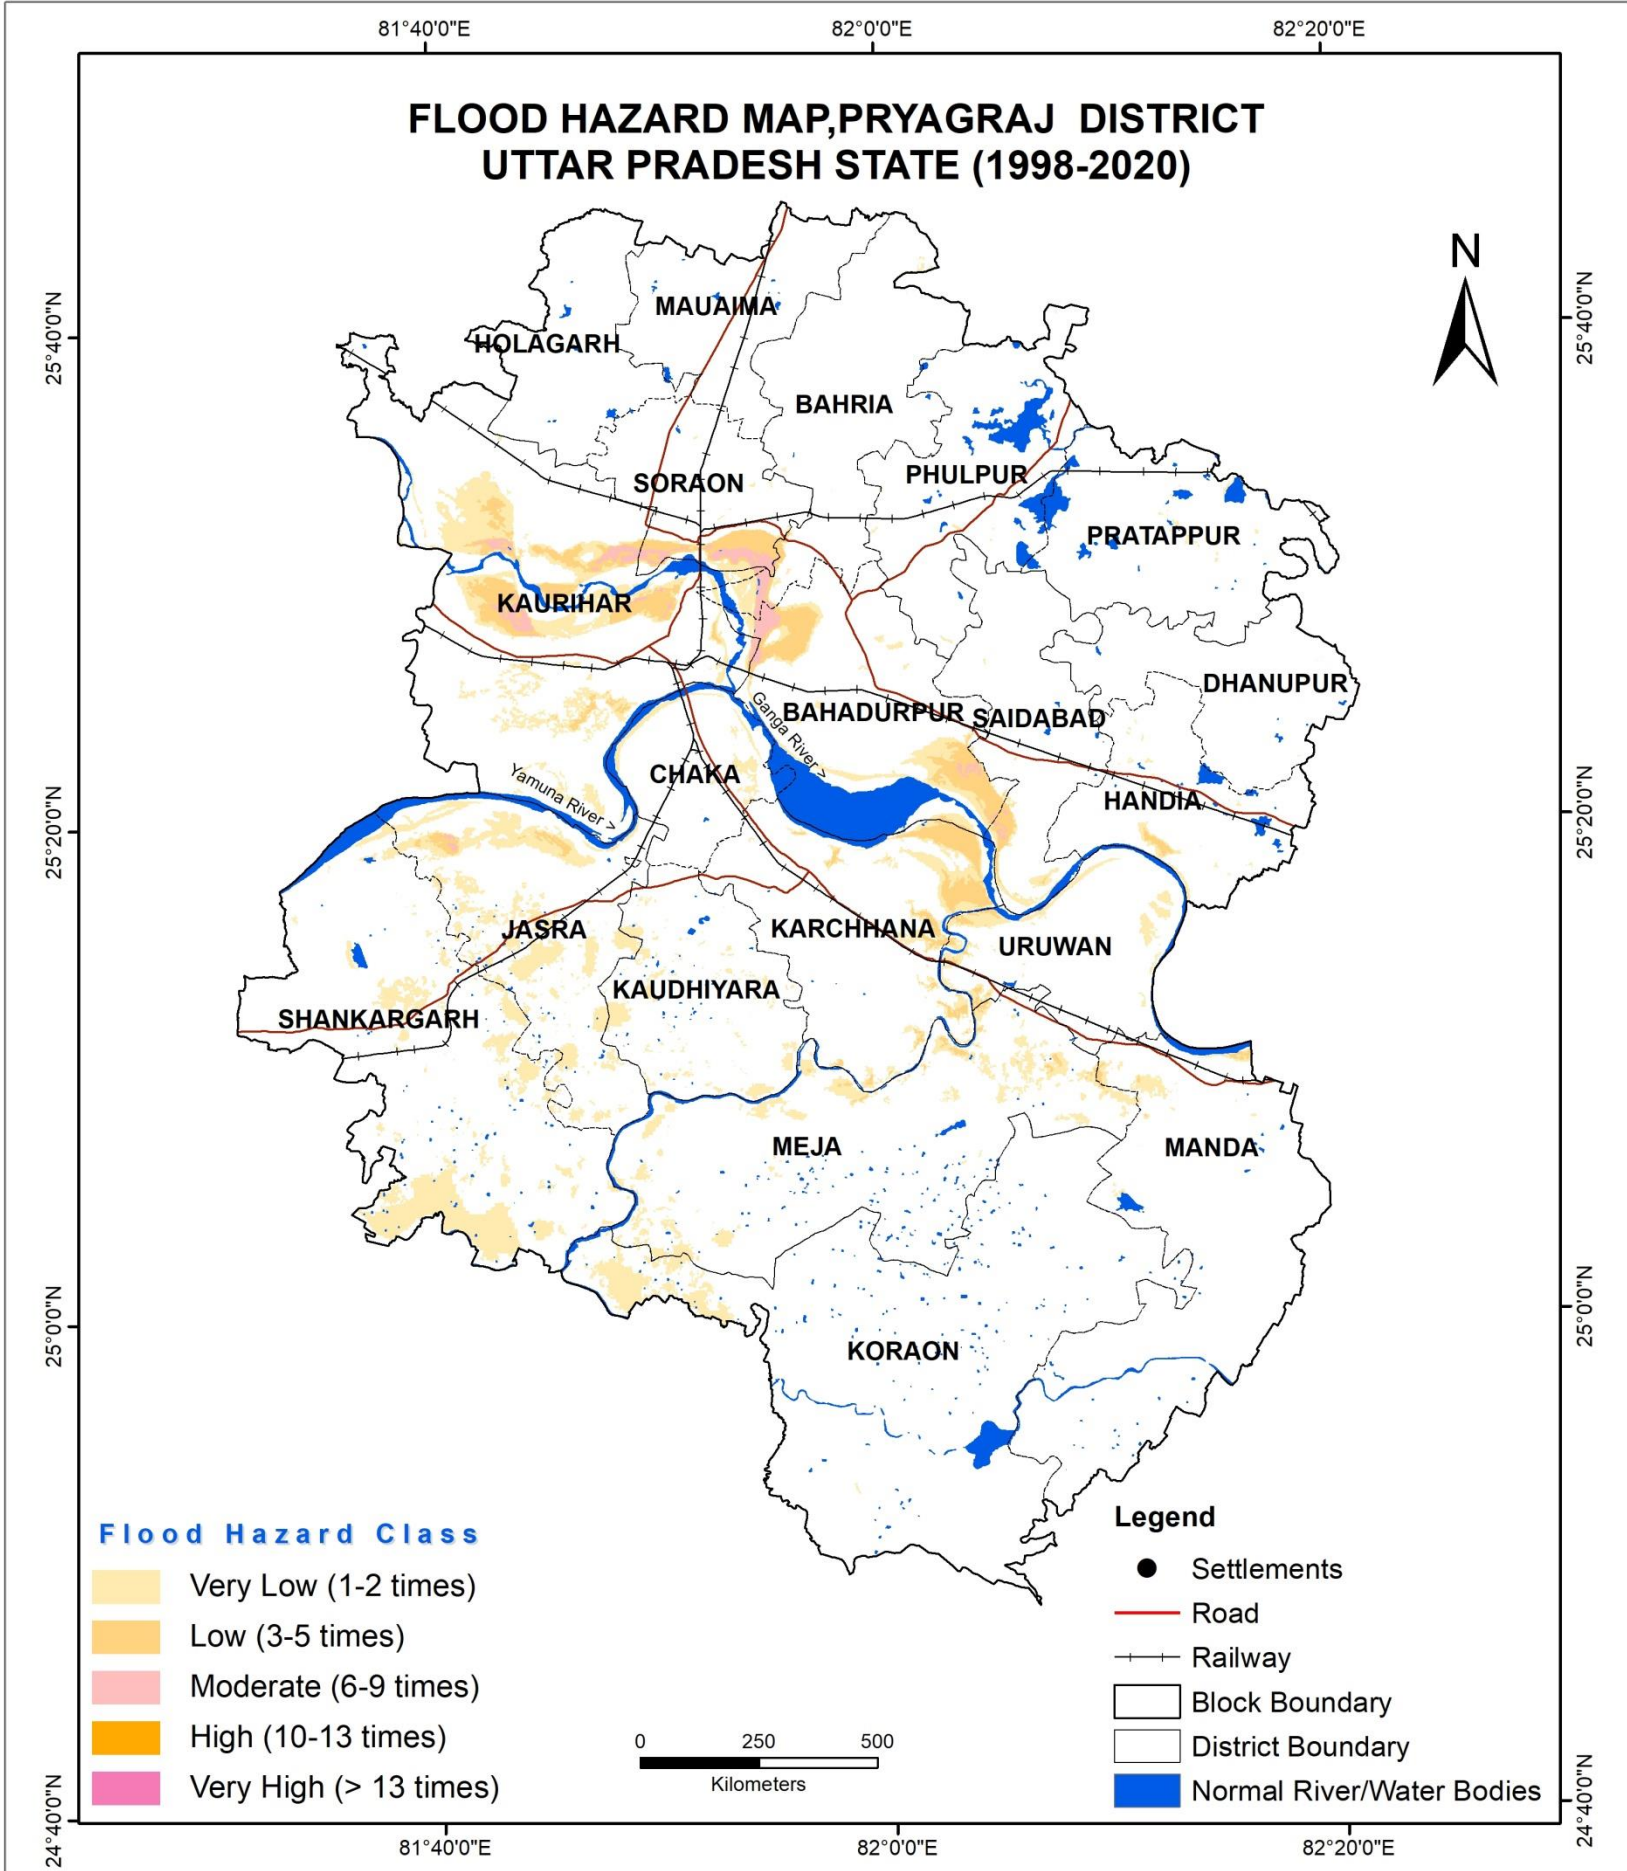 81°40'0"E
82°0'0"E
82°20'0"E
FLOOD HAZARD MAP,PRYAGRAJ  DISTRICT
UTTAR PRADESH STATE (1998-2020)
N
25°40'0"N
25°40'0"N
MAUAIMA
HOLAGARH
BAHRIA
PHULPUR
SORAON
PRATAPPUR
KAURIHAR
DHANUPUR
Ganga River >
BAHADURPUR
SAIDABAD
CHAKA
Yamuna River >
HANDIA
25°20'0"N
25°20'0"N
JASRA
KARCHHANA
URUWAN
KAUDHIYARA
SHANKARGARH
MEJA
MANDA
25°0'0"N
25°0'0"N
KORAON
Flood Hazard Class
Very Low (1-2 times)
Low (3-5 times)
Moderate (6-9 times)
High (10-13 times)
Very High (> 13 times)
0 250 500
Kilometers
Legend
Settlements
Road
Railway
Block Boundary
District Boundary
Normal River/Water Bodies
24°40'0"N
24°40'0"N
81°40'0"E
82°0'0"E
82°20'0"E